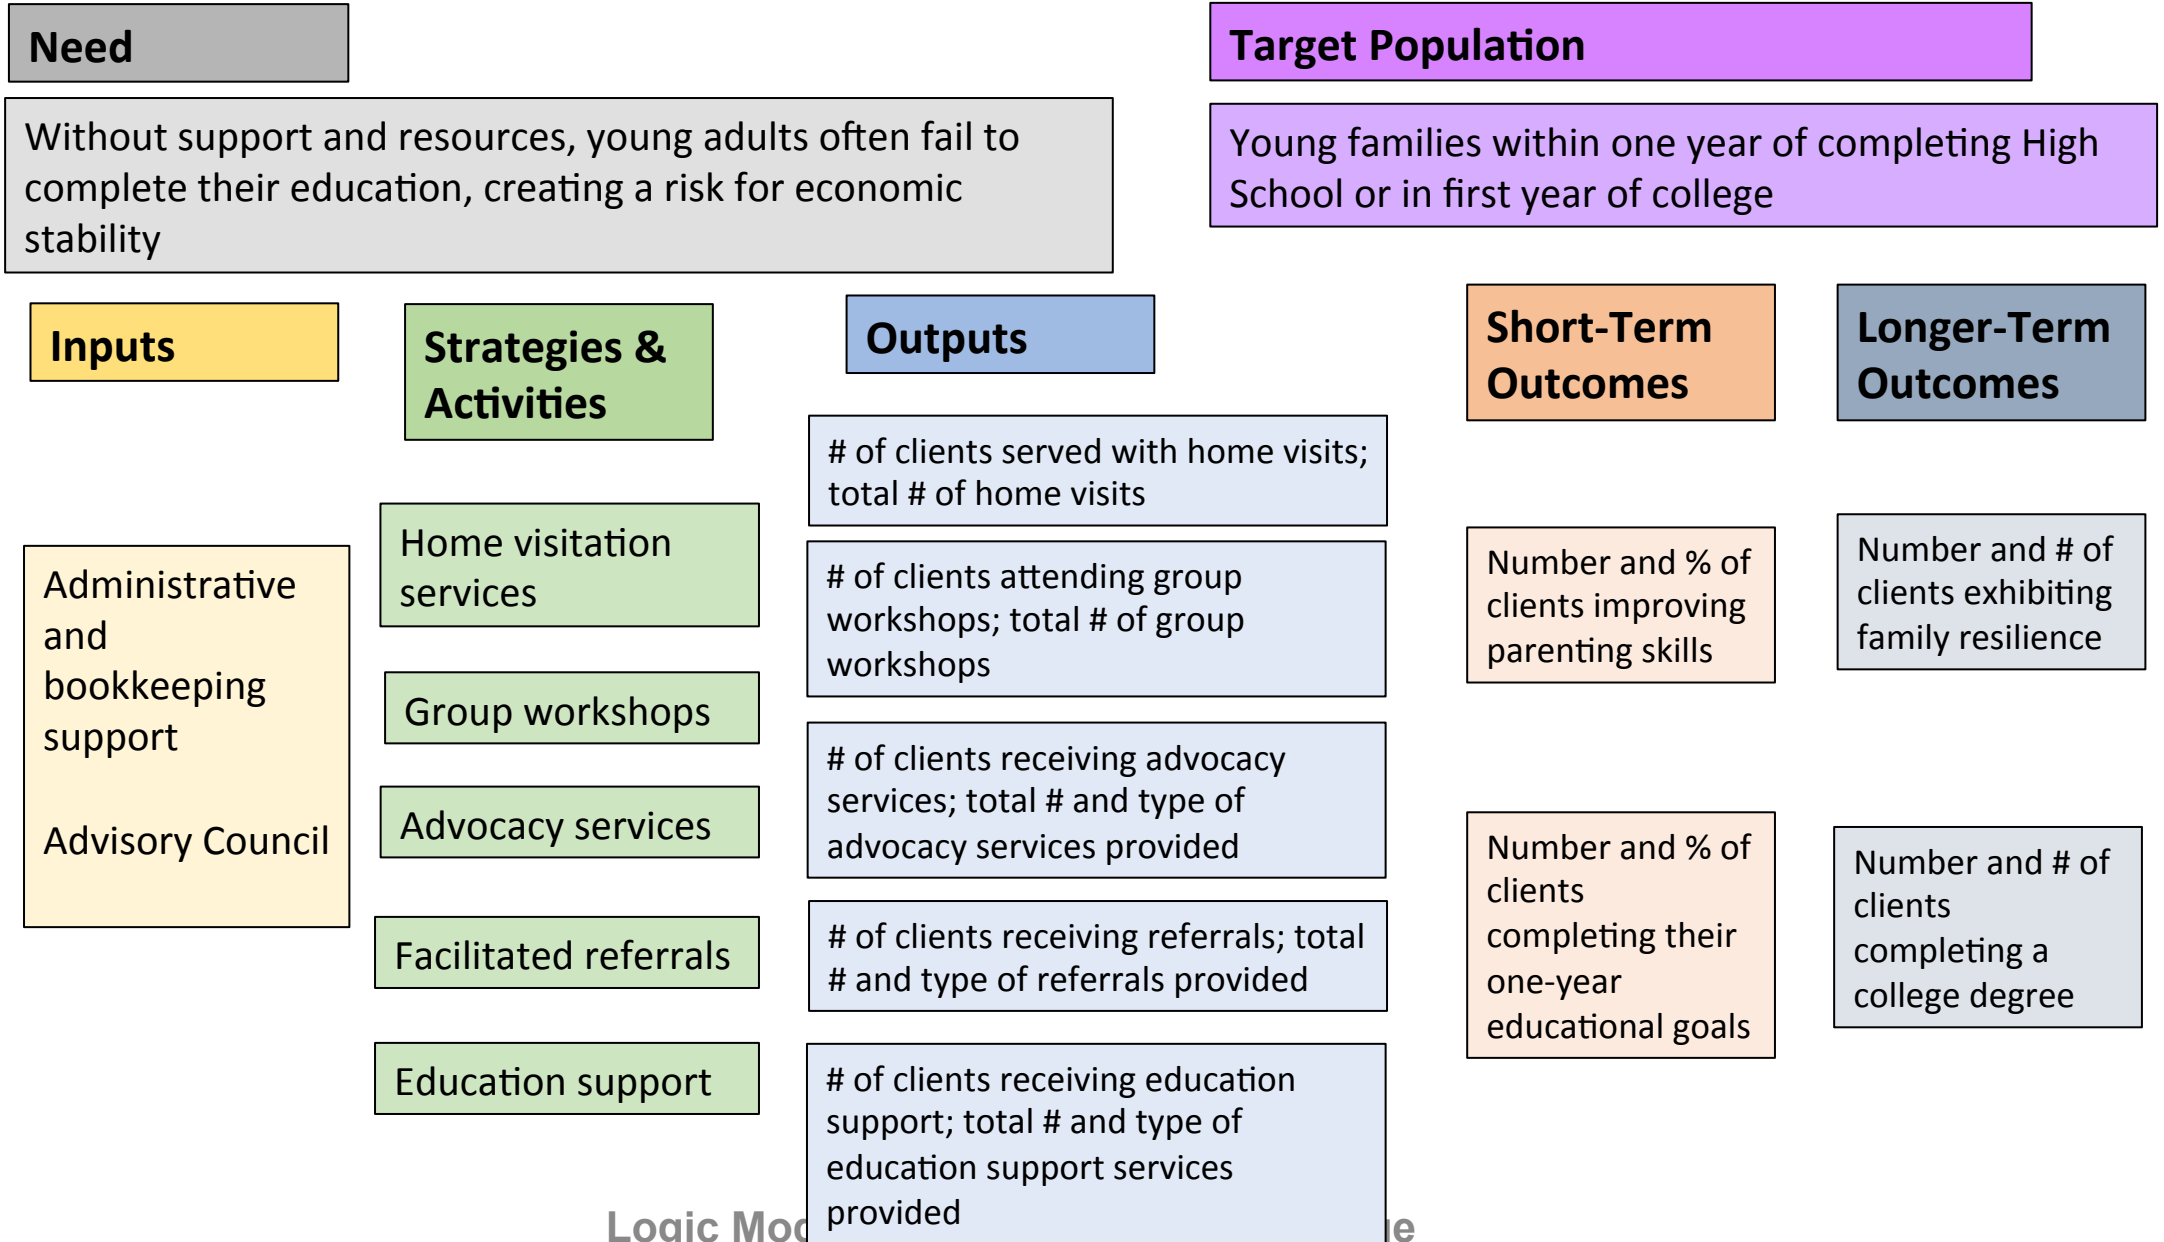 Need
Target Population
Without support and resources, young adults often fail to
complete their education, creating a risk for economic
stability
Young families within one year of completing High
School or in first year of college
Inputs
Strategies &
Activities
Outputs
Short-Term
Outcomes
Longer-Term
Outcomes
Administrative
and
bookkeeping
support
Advisory Council
Home visitation
services
Group workshops
Advocacy services
Facilitated referrals
Education support
# of clients served with home visits;
total # of home visits
# of clients attending group
workshops; total # of group
workshops
# of clients receiving advocacy
services; total # and type of
advocacy services provided
# of clients receiving referrals; total
# and type of referrals provided
# of clients receiving education
support; total # and type of
education support services
provided
Number and % of
clients improving
parenting skills
Number and % of
clients
completing their
one-year
educational goals
Number and # of
clients exhibiting
family resilience
Number and # of
clients
completing a
college degree
Logic